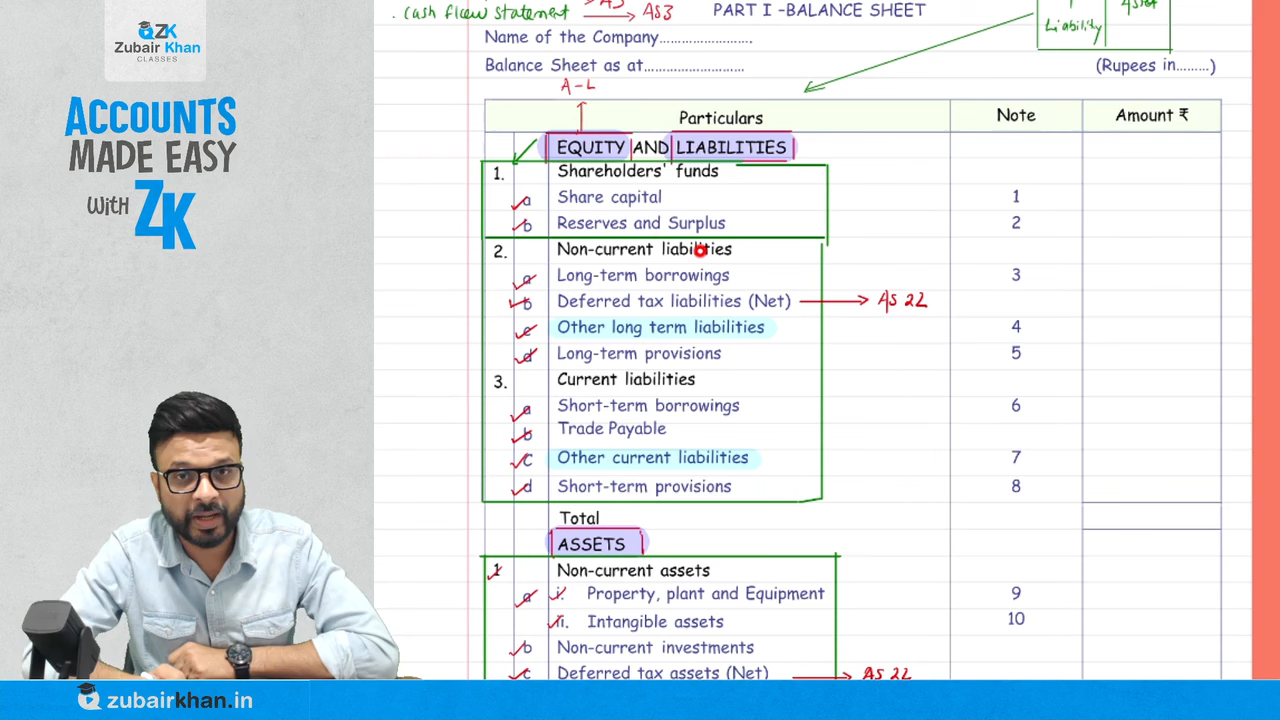 ZK
Zubair Khan
CLASSES
ACCOUNTS
MADE EASY
WITH ZK
. Cash flow statement → AS3
Liability
PART I -BALANCE SHEET
Name of the Company……………………….
Balance Sheet as at………………………… (Rupees in………)
A-L
Particulars Note Amount ₹
EQUITY AND LIABILITIES
1. Shareholders' funds
a Share capital 1
b Reserves and Surplus 2
2. Non-current liabilities
a Long-term borrowings 3
b Deferred tax liabilities (Net) → AS 22
c Other long term liabilities 4
d Long-term provisions 5
3. Current liabilities
a Short-term borrowings 6
b Trade Payable
C Other current liabilities 7
d Short-term provisions 8
Total
ASSETS
1 Non-current assets
a i. Property, plant and Equipment 9
ii. Intangible assets 10
b Non-current investments
c Deferred tax assets (Net) → AS 22
zubairkhan.in